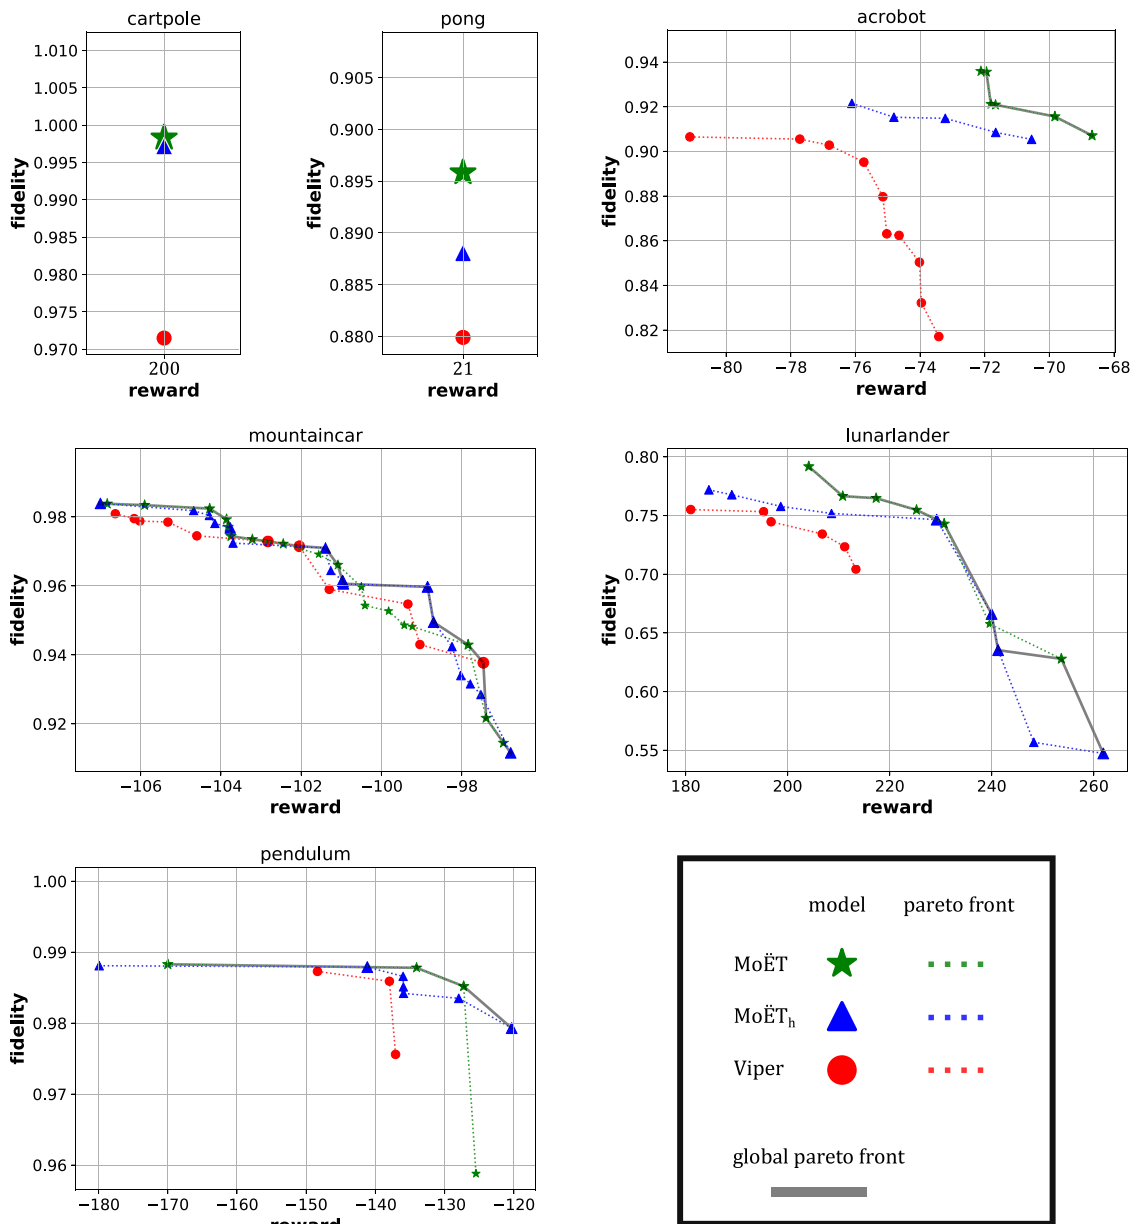 cartpole
1.010
1.005
1.000
0.995
0.990
0.985
0.980
0.975
0.970
fidelity
200
reward
pong
0.905
0.900
0.895
0.890
0.885
0.880
fidelity
21
reward
acrobot
0.94
0.92
0.90
0.88
0.86
0.84
0.82
fidelity
−80 −78 −76 −74 −72 −70 −68
reward
mountaincar
0.98
0.96
0.94
0.92
fidelity
−106 −104 −102 −100 −98
reward
lunarlander
0.80
0.75
0.70
0.65
0.60
0.55
fidelity
180 200 220 240 260
reward
pendulum
1.00
0.99
0.98
0.97
0.96
fidelity
−180 −170 −160 −150 −140 −130 −120
reward
model pareto front
MoËT
MoËTh
Viper
global pareto front